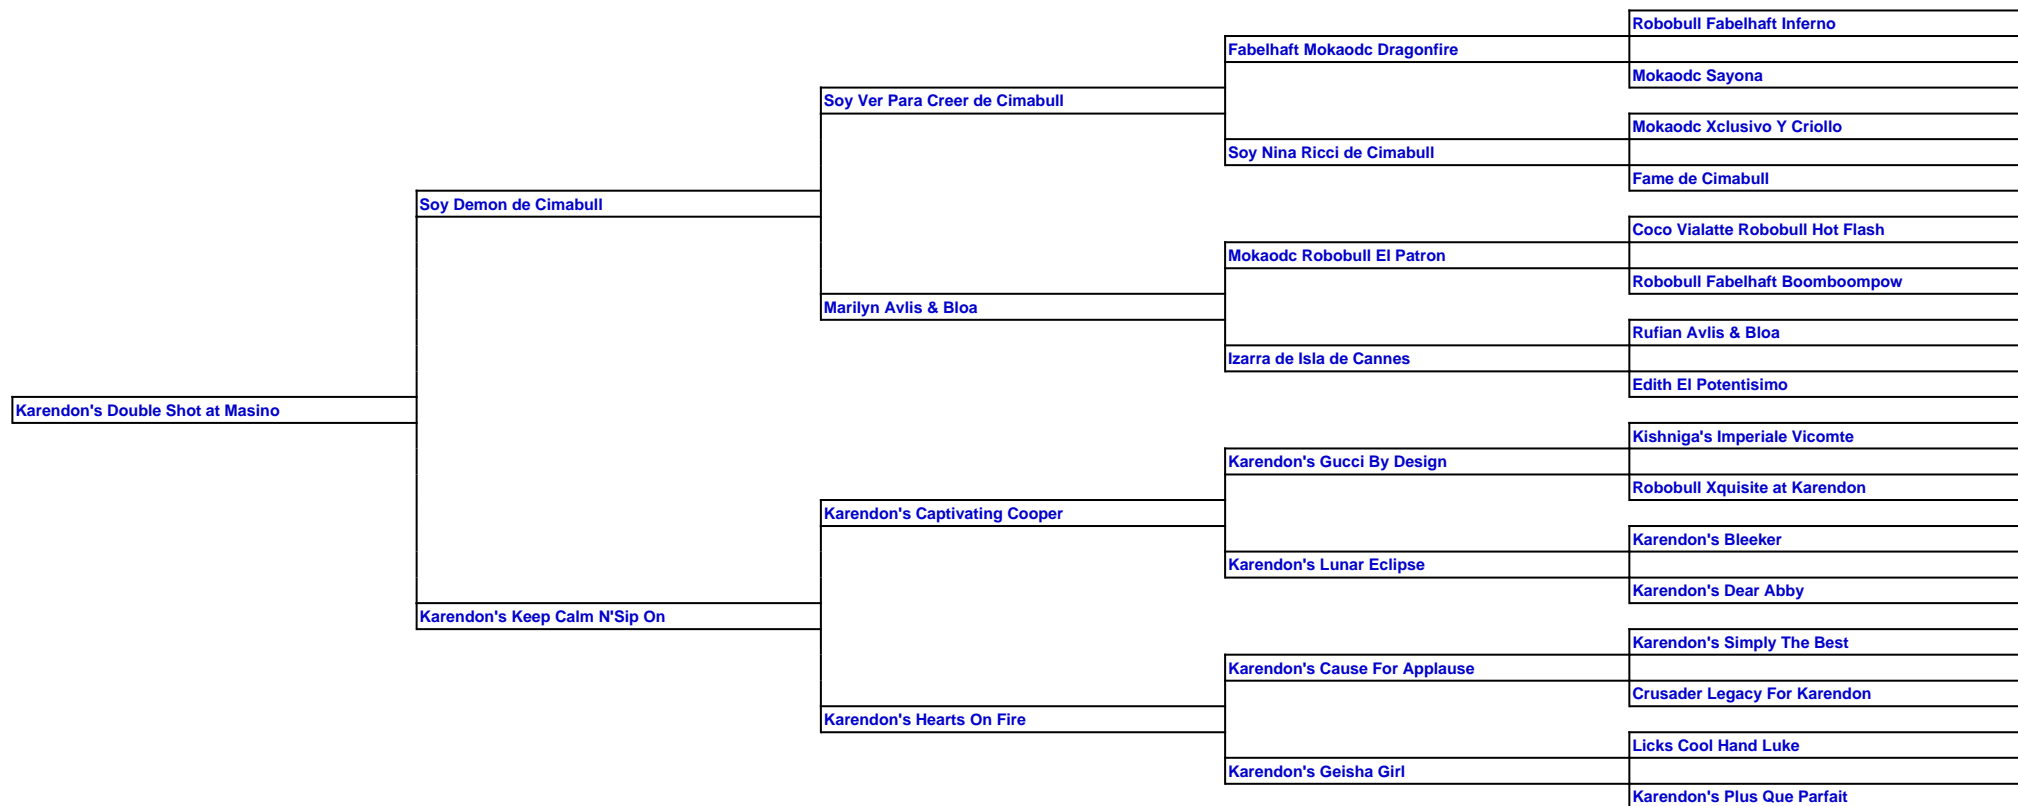 Robobull Fabelhaft Inferno
Fabelhaft Mokaodc Dragonfire
Mokaodc Sayona
Soy Ver Para Creer de Cimabull
Mokaodc Xclusivo Y Criollo
Soy Nina Ricci de Cimabull
Fame de Cimabull
Soy Demon de Cimabull
Coco Vialatte Robobull Hot Flash
Mokaodc Robobull El Patron
Robobull Fabelhaft Boomboompow
Marilyn Avlis & Bloa
Rufian Avlis & Bloa
Izarra de Isla de Cannes
Edith El Potentisimo
Karendon's Double Shot at Masino
Kishniga's Imperiale Vicomte
Karendon's Gucci By Design
Robobull Xquisite at Karendon
Karendon's Captivating Cooper
Karendon's Bleeker
Karendon's Lunar Eclipse
Karendon's Dear Abby
Karendon's Keep Calm N'Sip On
Karendon's Simply The Best
Karendon's Cause For Applause
Crusader Legacy For Karendon
Karendon's Hearts On Fire
Licks Cool Hand Luke
Karendon's Geisha Girl
Karendon's Plus Que Parfait